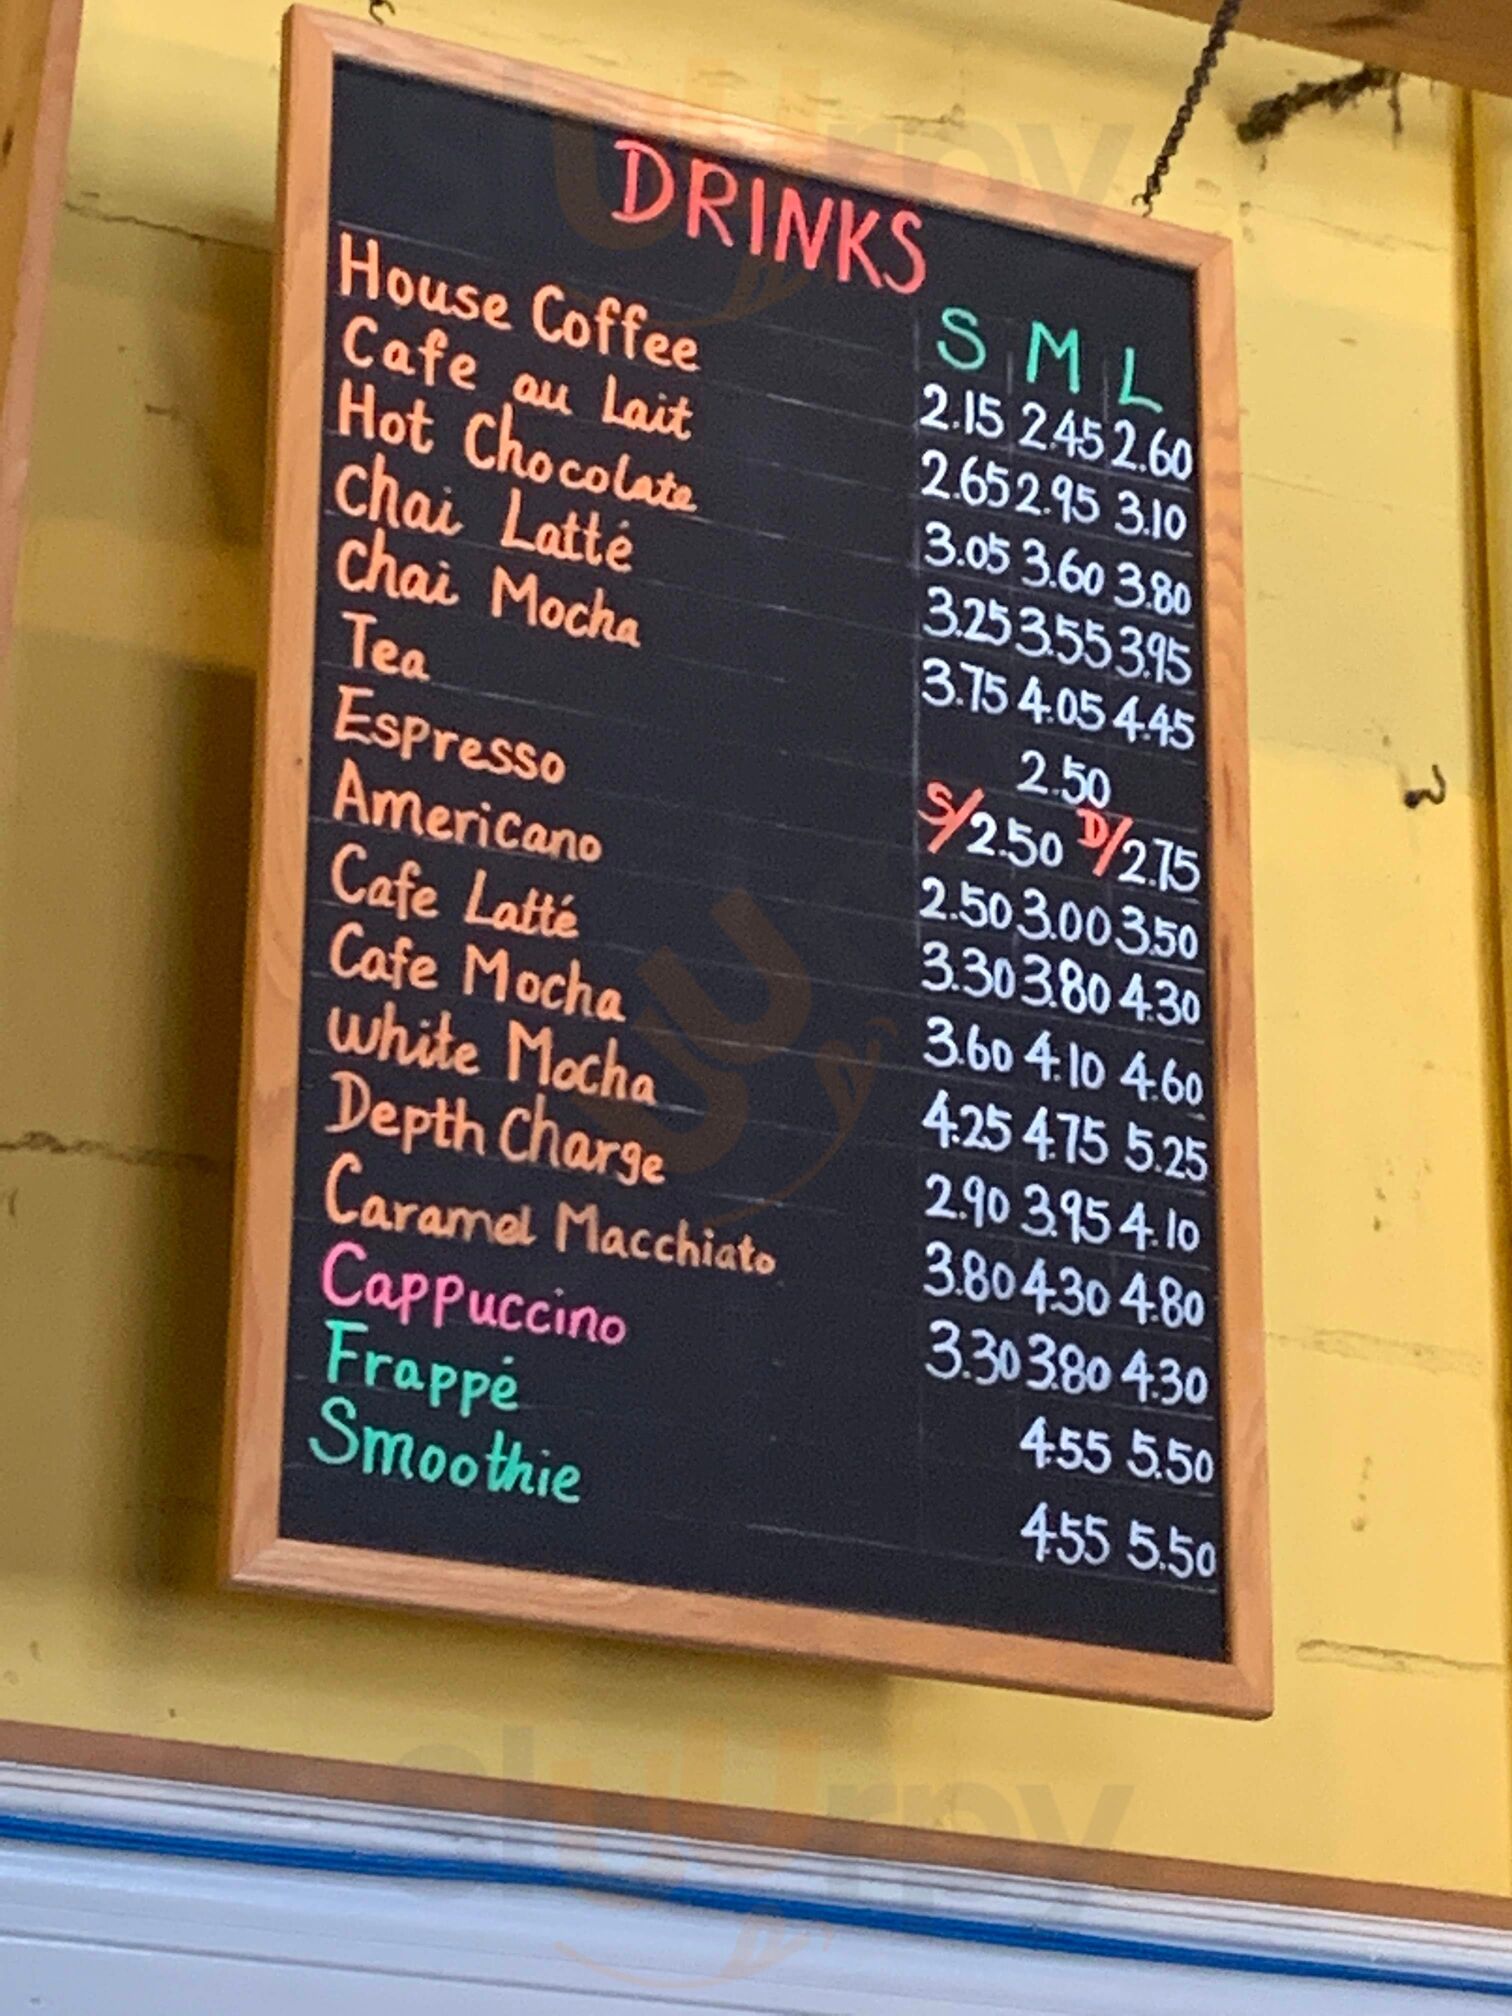 DRINKS
S M L
House Coffee 2.15 2.45 2.60
Cafe au Lait 2.65 2.95 3.10
Hot Chocolate 3.05 3.60 3.80
Chai Latté 3.25 3.55 3.95
Chai Mocha 3.75 4.05 4.45
Tea 2.50
Espresso S/2.50 D/2.75
Americano 2.50 3.00 3.50
Cafe Latté 3.30 3.80 4.30
Cafe Mocha 3.60 4.10 4.60
White Mocha 4.25 4.75 5.25
Depth Charge 2.90 3.95 4.10
Caramel Macchiato 3.80 4.30 4.80
Cappuccino 3.30 3.80 4.30
Frappé 4.55 5.50
Smoothie 4.55 5.50